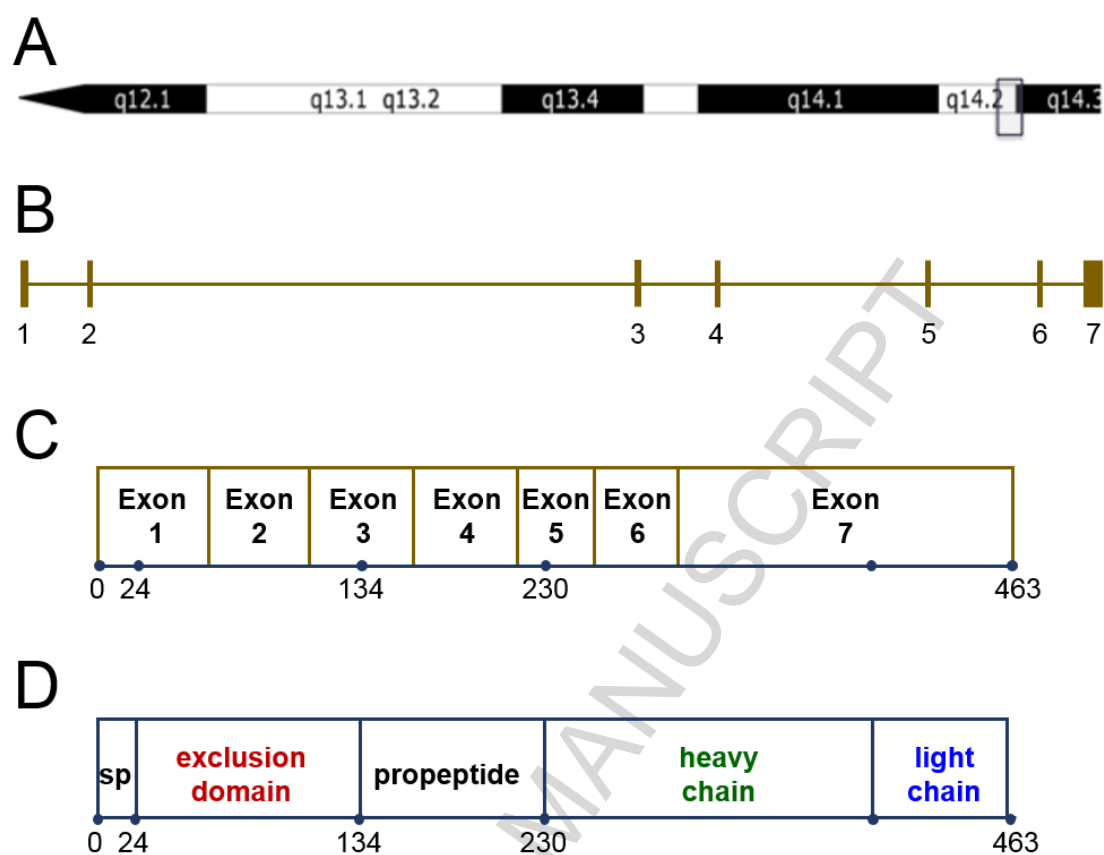 A
q12.1 q13.1 q13.2 q13.4 q14.1 q14.2 q14.3
B
1 2 3 4 5 6 7
C
Exon Exon Exon Exon Exon Exon Exon
1 2 3 4 5 6 7
0 24 134 230 463
D
sp exclusion domain propeptide heavy chain light chain
0 24 134 230 463
MANUSCRIPT